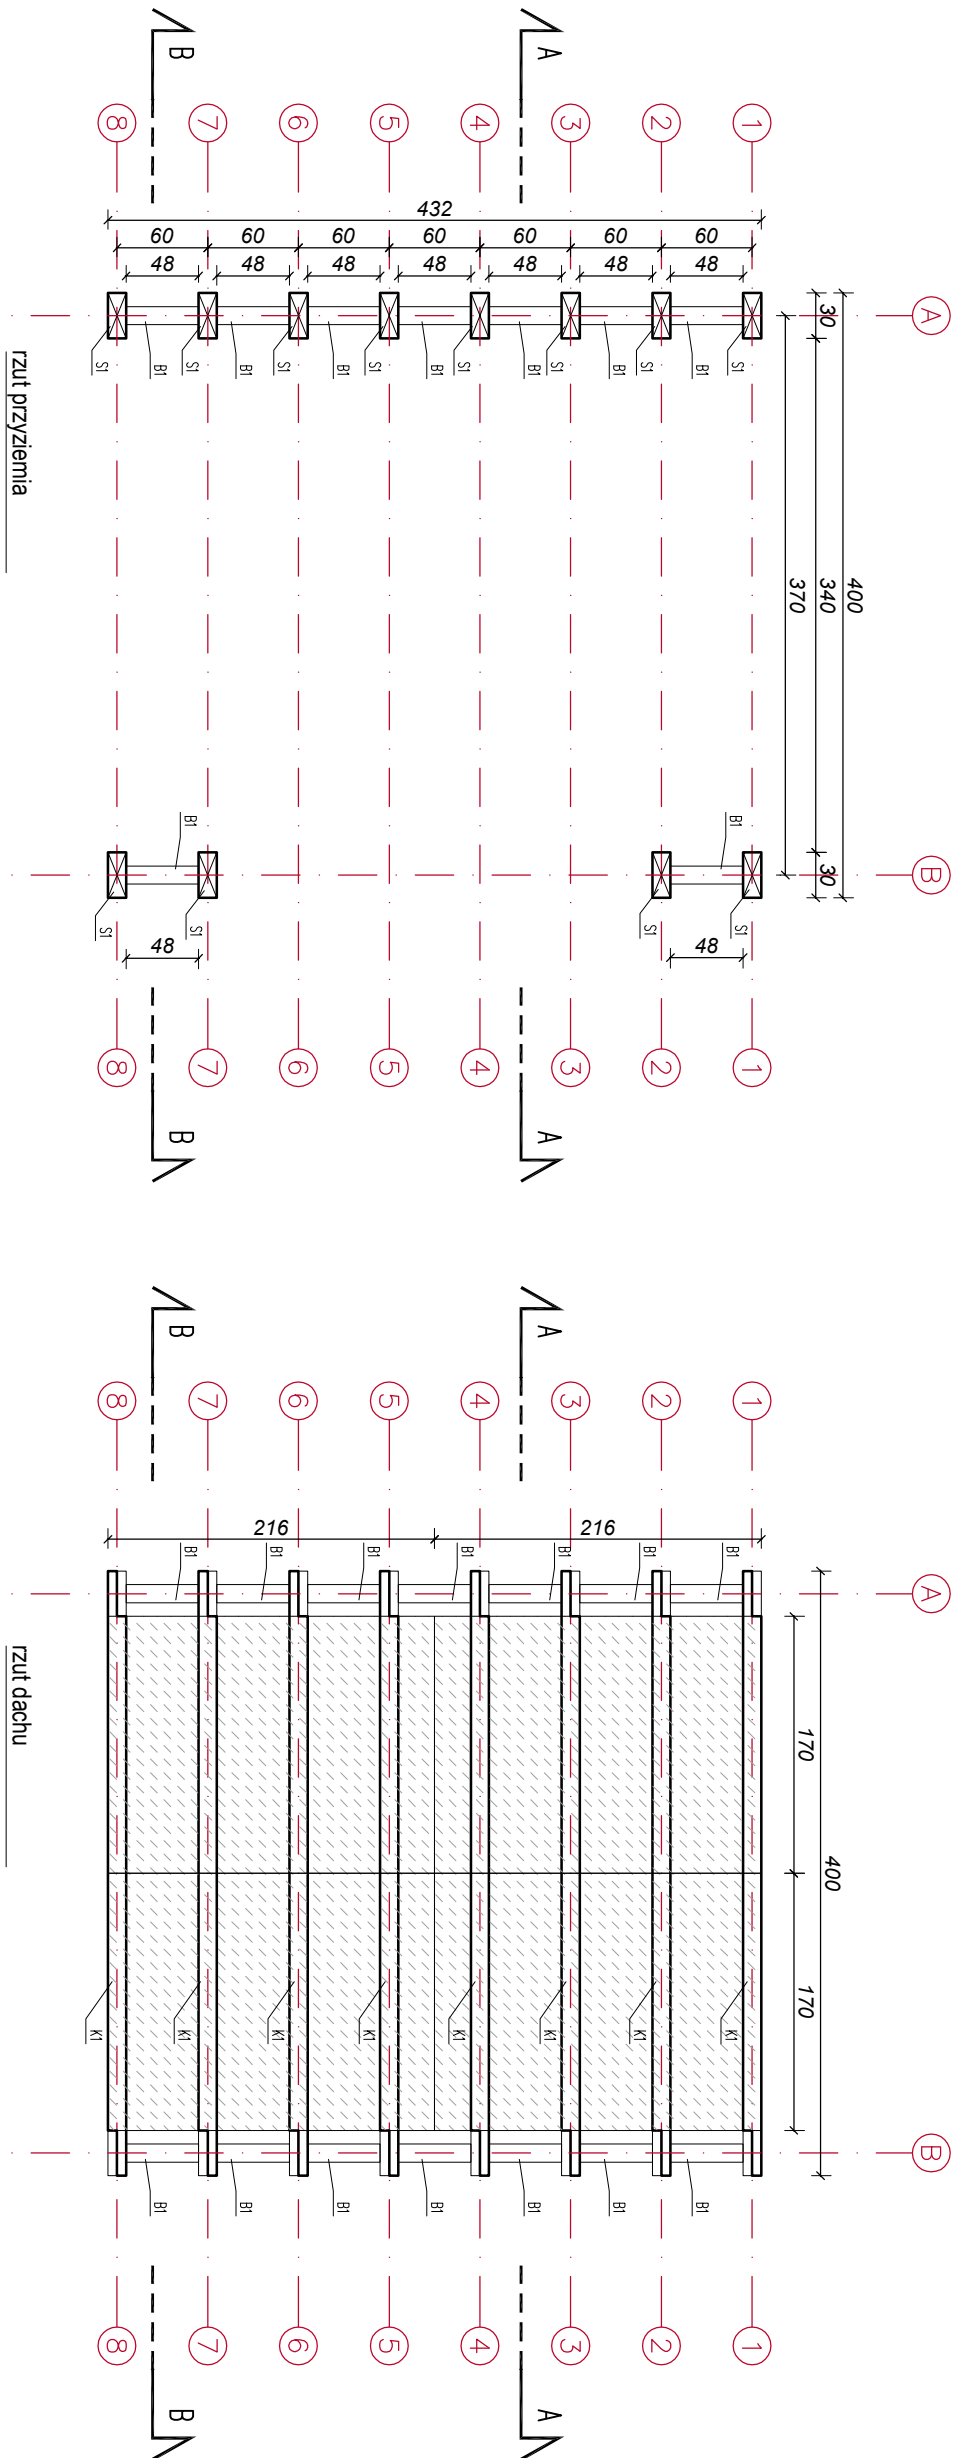 A B
400
30 340 30
370
1 S1 S1 1
60 48 B1 B1 48
2 S1 S1 2
60 48 B1
3 S1 3
A A
60 48 B1
4 S1 4
432
60 48 B1
5 S1 5
60 48 B1
6 S1 6
60 48 B1
7 S1 S1 7
B B
60 48 B1 B1 48
8 S1 S1 8
rzut przyziemia
A B
400
170 170
1 K1 1
B1 B1
2 K1 2
216
B1 B1
3 K1 3
A A
B1 B1
4 K1 4
B1 B1
5 K1 5
B1 B1
6 K1 6
216
B1 B1
7 K1 7
B B
B1 B1
8 K1 8
rzut dachu